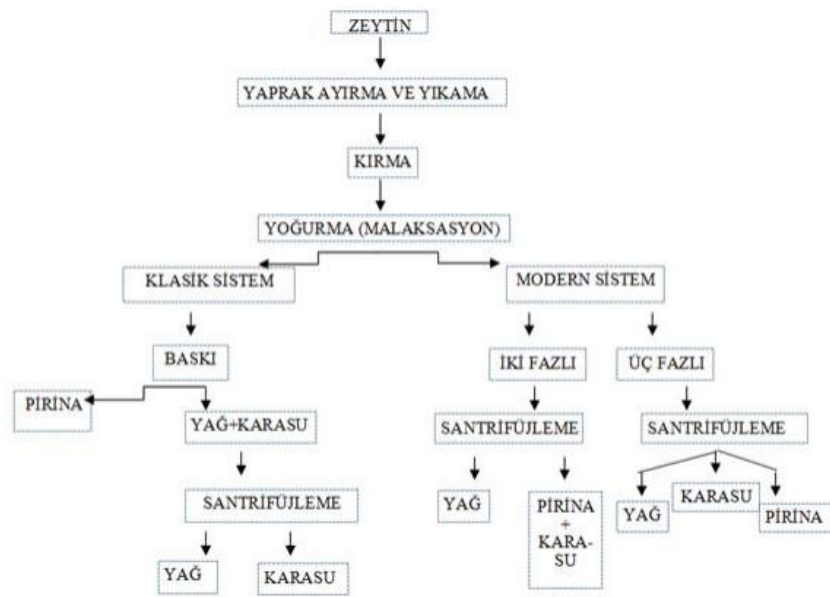 ZEYTİN
YAPRAK AYIRMA VE YIKAMA
KIRMA
YOĞURMA (MALAKSASYON)
KLASİK SİSTEM
MODERN SİSTEM
BASKI
İKİ FAZLI
ÜÇ FAZLI
PİRİNA
YAĞ+KARASU
SANTRİFÜJLEME
SANTRİFÜJLEME
SANTRİFÜJLEME
YAĞ
KARASU
YAĞ
PİRİNA
+
KARA-
SU
YAĞ
KARASU
PİRİNA